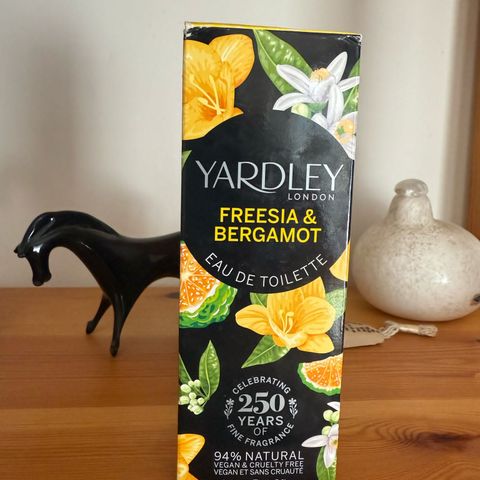 YARDLEY
LONDON
FREESIA &
BERGAMOT
EAU DE TOILETTE
CELEBRATING
250
YEARS
OF
FINE FRAGRANCE
94% NATURAL
VEGAN & CRUELTY FREE
VEGAN ET SANS CRUAUTÉ